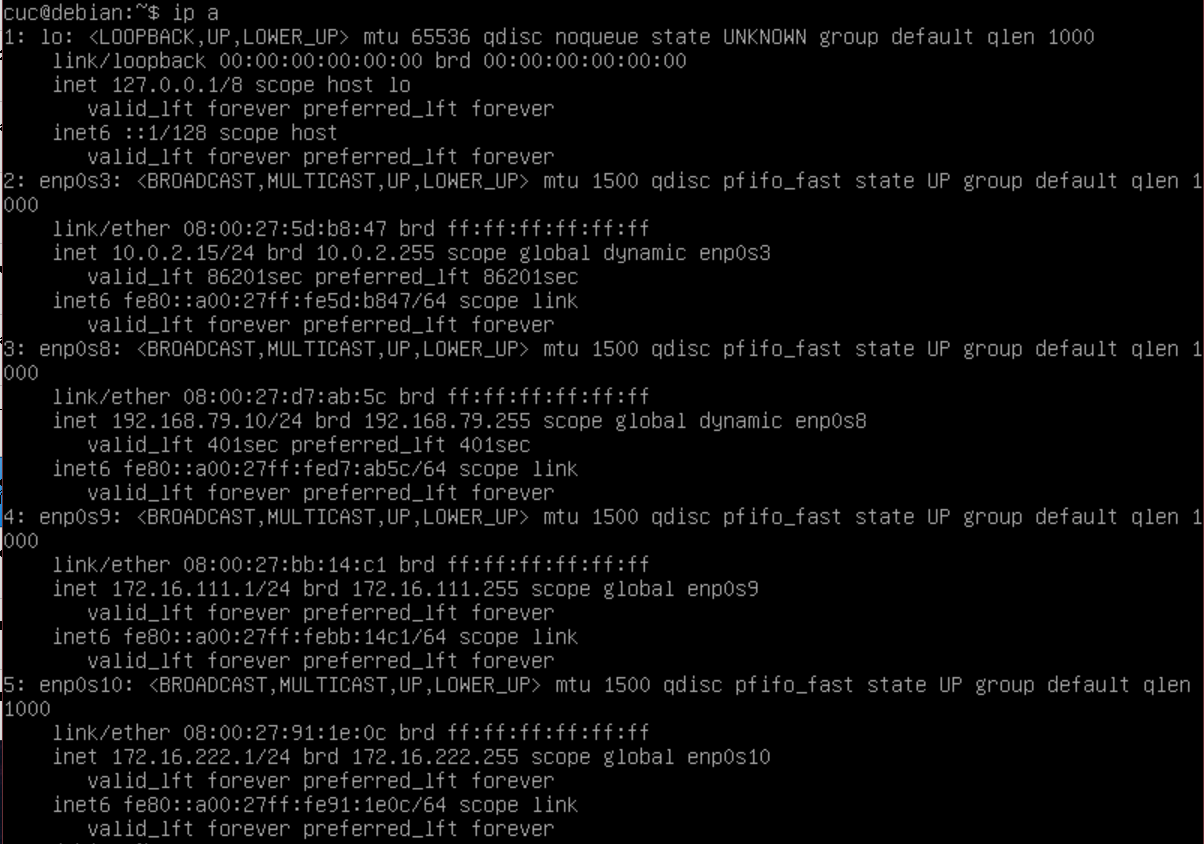 cuc@debian:~$ ip a
1: lo: <LOOPBACK,UP,LOWER_UP> mtu 65536 qdisc noqueue state UNKNOWN group default qlen 1000
    link/loopback 00:00:00:00:00:00 brd 00:00:00:00:00:00
    inet 127.0.0.1/8 scope host lo
       valid_lft forever preferred_lft forever
    inet6 ::1/128 scope host
       valid_lft forever preferred_lft forever
2: enp0s3: <BROADCAST,MULTICAST,UP,LOWER_UP> mtu 1500 qdisc pfifo_fast state UP group default qlen 1
000
    link/ether 08:00:27:5d:b8:47 brd ff:ff:ff:ff:ff:ff
    inet 10.0.2.15/24 brd 10.0.2.255 scope global dynamic enp0s3
       valid_lft 86201sec preferred_lft 86201sec
    inet6 fe80::a00:27ff:fe5d:b847/64 scope link
       valid_lft forever preferred_lft forever
3: enp0s8: <BROADCAST,MULTICAST,UP,LOWER_UP> mtu 1500 qdisc pfifo_fast state UP group default qlen 1
000
    link/ether 08:00:27:d7:ab:5c brd ff:ff:ff:ff:ff:ff
    inet 192.168.79.10/24 brd 192.168.79.255 scope global dynamic enp0s8
       valid_lft 401sec preferred_lft 401sec
    inet6 fe80::a00:27ff:fed7:ab5c/64 scope link
       valid_lft forever preferred_lft forever
4: enp0s9: <BROADCAST,MULTICAST,UP,LOWER_UP> mtu 1500 qdisc pfifo_fast state UP group default qlen 1
000
    link/ether 08:00:27:bb:14:c1 brd ff:ff:ff:ff:ff:ff
    inet 172.16.111.1/24 brd 172.16.111.255 scope global enp0s9
       valid_lft forever preferred_lft forever
    inet6 fe80::a00:27ff:febb:14c1/64 scope link
       valid_lft forever preferred_lft forever
5: enp0s10: <BROADCAST,MULTICAST,UP,LOWER_UP> mtu 1500 qdisc pfifo_fast state UP group default qlen
1000
    link/ether 08:00:27:91:1e:0c brd ff:ff:ff:ff:ff:ff
    inet 172.16.222.1/24 brd 172.16.222.255 scope global enp0s10
       valid_lft forever preferred_lft forever
    inet6 fe80::a00:27ff:fe91:1e0c/64 scope link
       valid_lft forever preferred_lft forever